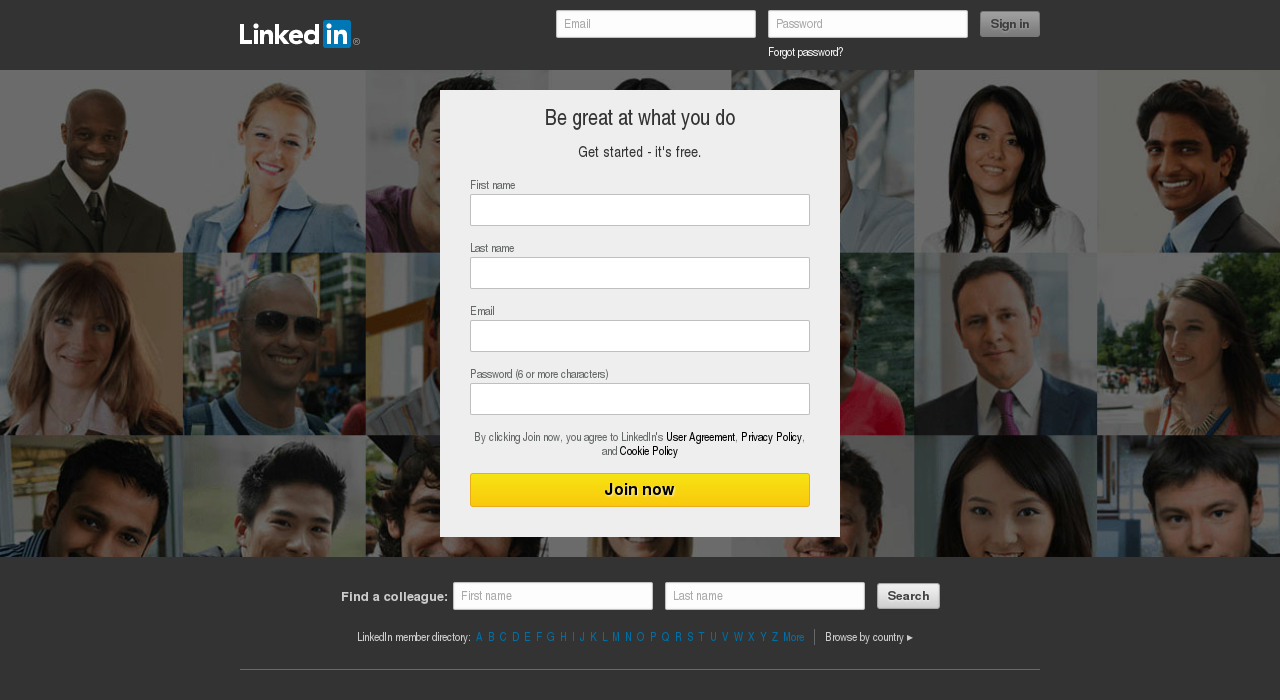 Linked in ®
Email
Password
Sign in
Forgot password?
Be great at what you do
Get started - it's free.
First name
Last name
Email
Password (6 or more characters)
By clicking Join now, you agree to LinkedIn's User Agreement, Privacy Policy,
and Cookie Policy
Join now
Find a colleague: First name Last name Search
LinkedIn member directory: A B C D E F G H I J K L M N O P Q R S T U V W X Y Z More Browse by country ▸